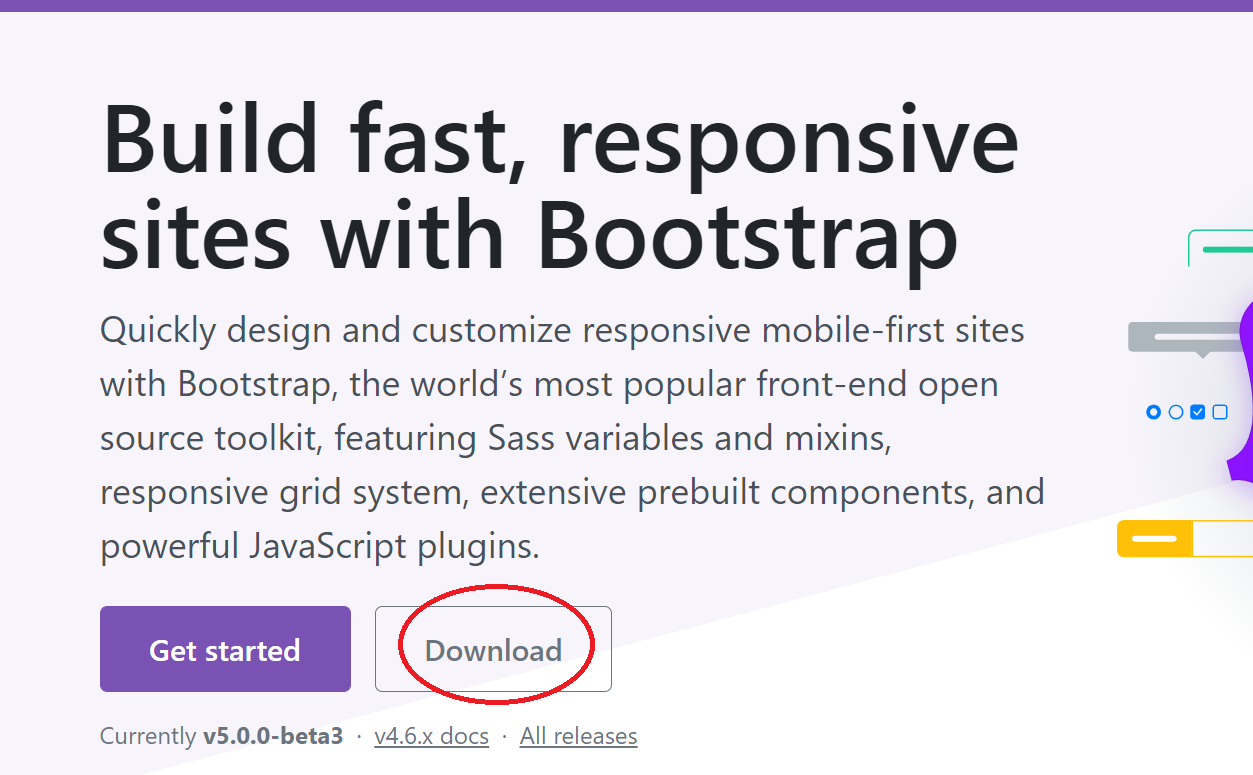 Build fast, responsive
sites with Bootstrap
Quickly design and customize responsive mobile-first sites
with Bootstrap, the world’s most popular front-end open
source toolkit, featuring Sass variables and mixins,
responsive grid system, extensive prebuilt components, and
powerful JavaScript plugins.
Get started
Download
Currently v5.0.0-beta3 · v4.6.x docs · All releases